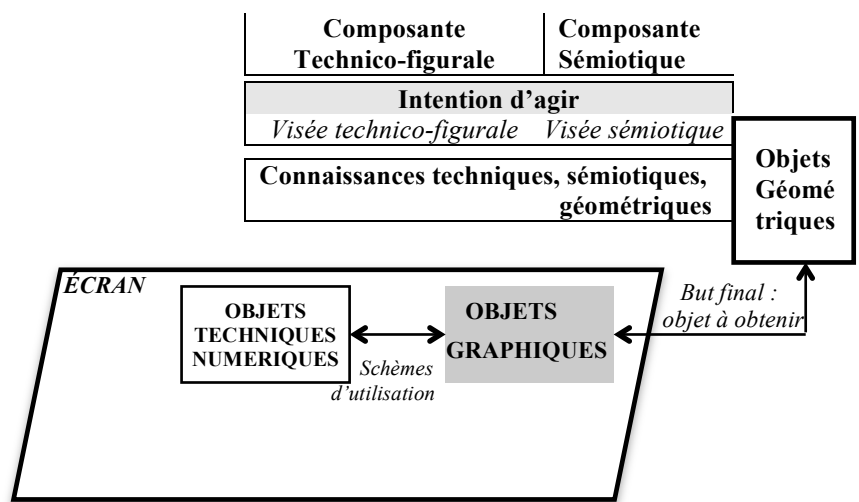 Composante
Technico-figurale
Composante
Sémiotique
Intention d’agir
Visée technico-figurale Visée sémiotique
Connaissances techniques, sémiotiques,
géométriques
Objets
Géomé
triques
ÉCRAN
OBJETS
TECHNIQUES
NUMERIQUES
Schèmes
d’utilisation
OBJETS
GRAPHIQUES
But final :
objet à obtenir